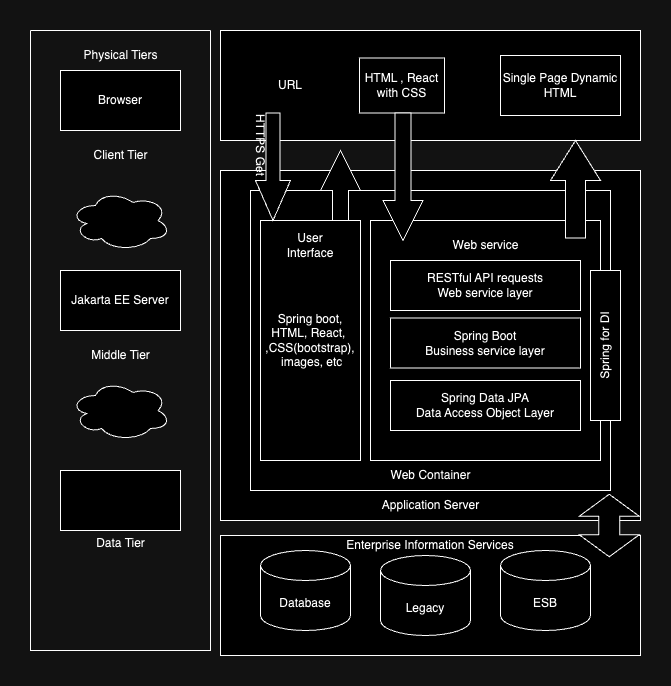 Physical Tiers
Browser
Client Tier
Jakarta EE Server
Middle Tier
Data Tier
URL
HTML , React
with CSS
Single Page Dynamic
HTML
HTTPS Get
User
Interface
Spring boot,
HTML, React,
,CSS(bootstrap),
images, etc
Web service
RESTful API requests
Web service layer
Spring Boot
Business service layer
Spring Data JPA
Data Access Object Layer
Spring for DI
Web Container
Application Server
Enterprise Information Services
Database
Legacy
ESB